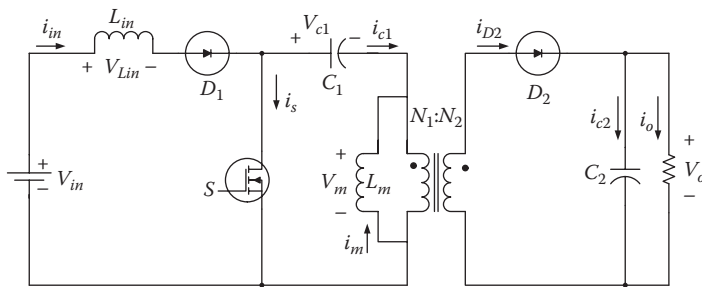 i_in L_in + V_Lin − D_1
+ V_c1 − i_c1 C_1
i_D2 D_2
i_s
N_1:N_2
+ V_in −
S
+ V_m − L_m
i_m
i_c2 i_o
C_2 + V_o −